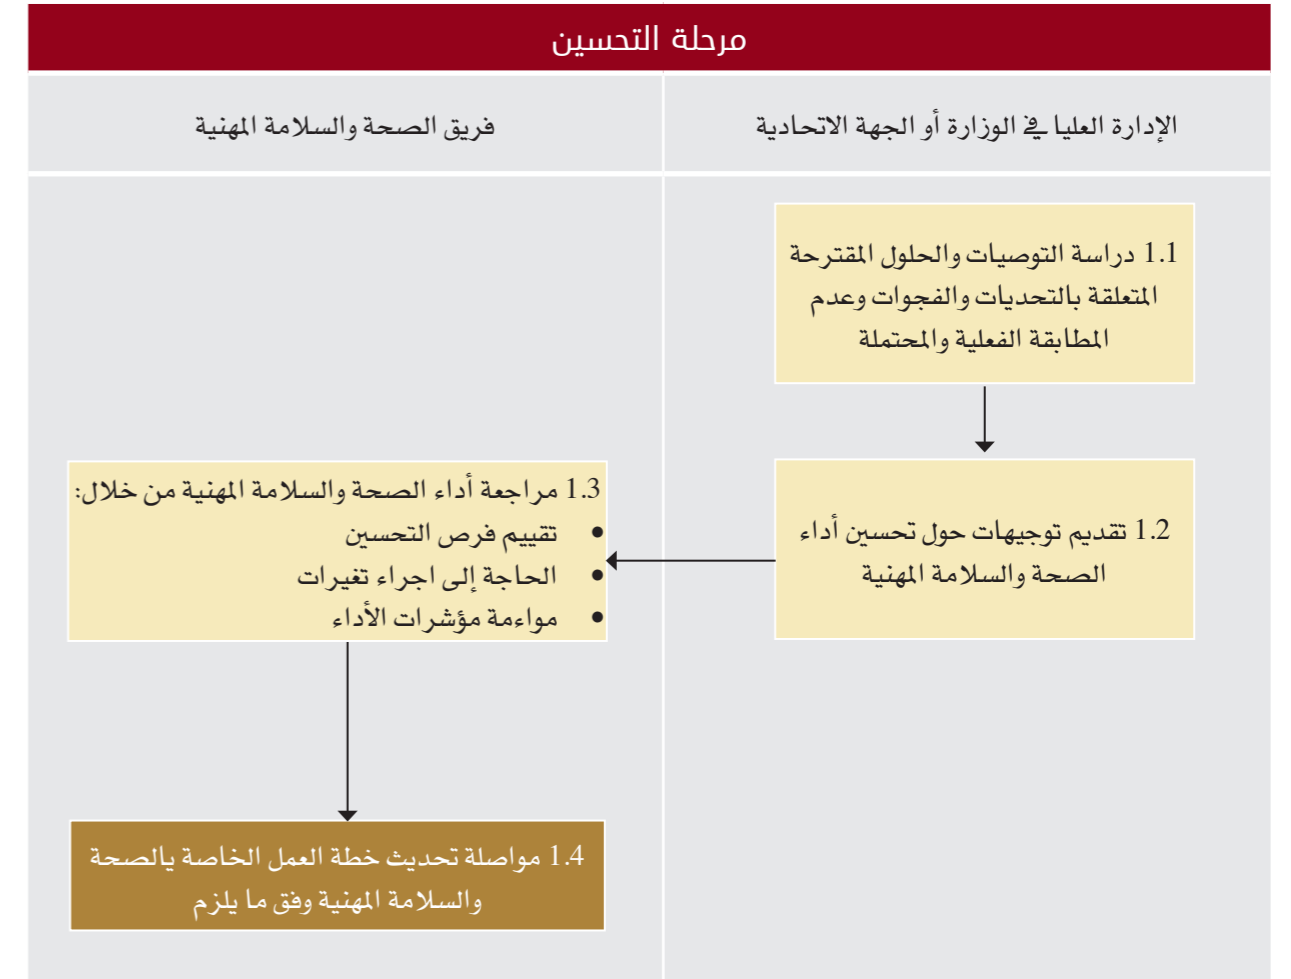 مرحلة التحسين
الإدارة العليا في الوزارة أو الجهة الاتحادية
فريق الصحة والسلامة المهنية
1.1 دراسة التوصيات والحلول المقترحة
المتعلقة بالتحديات والفجوات وعدم
المطابقة الفعلية والمحتملة
1.2 تقديم توجيهات حول تحسين أداء
الصحة والسلامة المهنية
1.3 مراجعة أداء الصحة والسلامة المهنية من خلال:
• تقييم فرص التحسين
• الحاجة إلى اجراء تغيرات
• مواءمة مؤشرات الأداء
1.4 مواصلة تحديث خطة العمل الخاصة يالصحة
والسلامة المهنية وفق ما يلزم